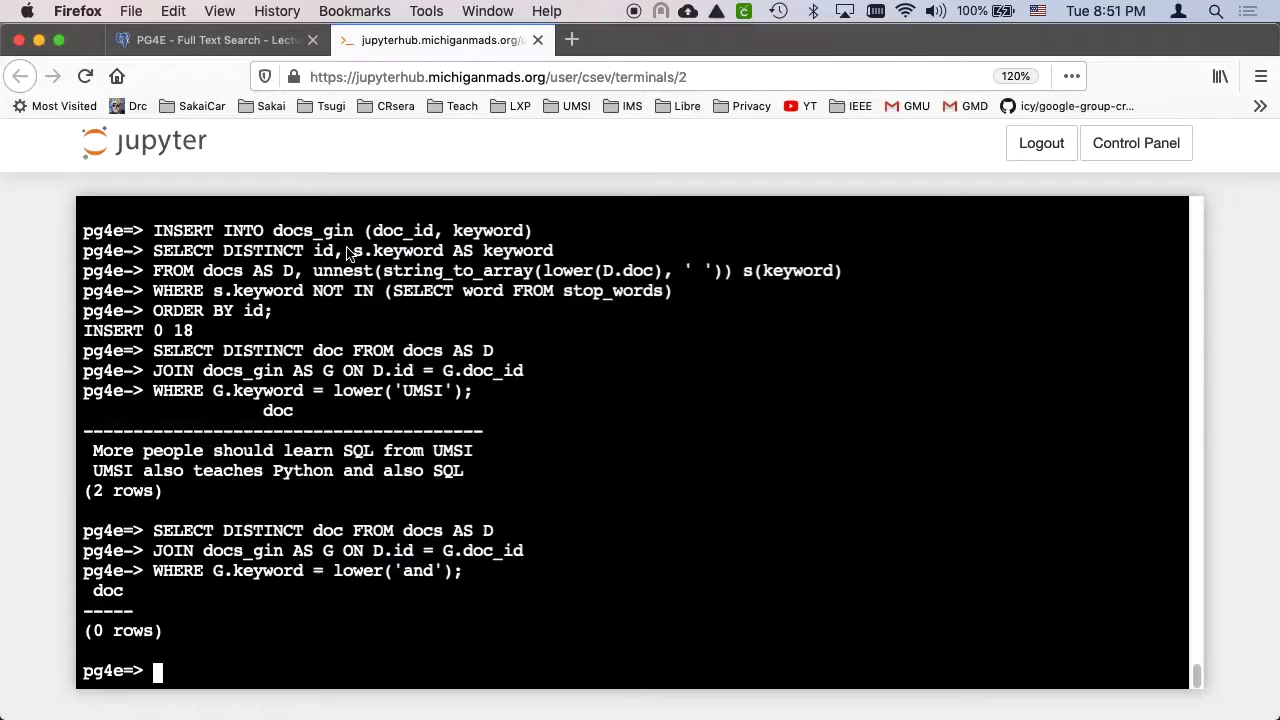 Firefox File Edit View History Bookmarks Tools Window Help 100% Tue 8:51 PM
PG4E - Full Text Search - Lectu
jupyterhub.michiganmads.org/u
https://jupyterhub.michiganmads.org/user/csev/terminals/2 120%
Most Visited Drc SakaiCar Sakai Tsugi CRsera Teach LXP UMSI IMS Libre Privacy YT IEEE GMU GMD icy/google-group-cr...
jupyter Logout Control Panel
pg4e=> INSERT INTO docs_gin (doc_id, keyword)
pg4e-> SELECT DISTINCT id, s.keyword AS keyword
pg4e-> FROM docs AS D, unnest(string_to_array(lower(D.doc), ' ')) s(keyword)
pg4e-> WHERE s.keyword NOT IN (SELECT word FROM stop_words)
pg4e-> ORDER BY id;
INSERT 0 18
pg4e=> SELECT DISTINCT doc FROM docs AS D
pg4e-> JOIN docs_gin AS G ON D.id = G.doc_id
pg4e-> WHERE G.keyword = lower('UMSI');
doc
----------------------------------------
More people should learn SQL from UMSI
UMSI also teaches Python and also SQL
(2 rows)
pg4e=> SELECT DISTINCT doc FROM docs AS D
pg4e-> JOIN docs_gin AS G ON D.id = G.doc_id
pg4e-> WHERE G.keyword = lower('and');
doc
-----
(0 rows)
pg4e=>